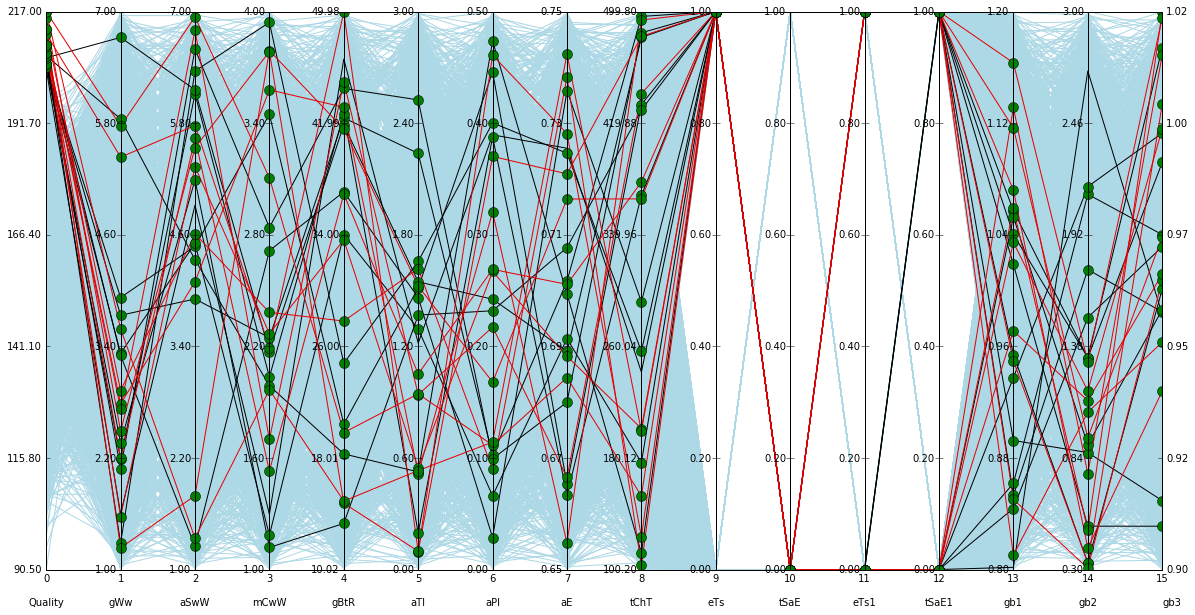 217.00 7.00 7.00 4.00 49.98 3.00 0.50 0.75 499.80 1.00 1.00 1.00 1.00 1.20 3.00 1.02
191.70 5.80 5.80 3.40 41.99 2.40 0.40 0.73 419.88 0.80 0.80 0.80 0.80 1.12 2.46 1.00
166.40 4.60 4.60 2.80 34.00 1.80 0.30 0.71 339.96 0.60 0.60 0.60 0.60 1.04 1.92 0.97
141.10 3.40 3.40 2.20 26.00 1.20 0.20 0.69 260.04 0.40 0.40 0.40 0.40 0.96 1.38 0.95
115.80 2.20 2.20 1.60 18.01 0.60 0.10 0.67 180.12 0.20 0.20 0.20 0.20 0.88 0.84 0.92
90.50 1.00 1.00 1.00 10.02 0.00 0.00 0.65 100.20 0.00 0.00 0.00 0.00 0.80 0.30 0.90
0 1 2 3 4 5 6 7 8 9 10 11 12 13 14 15
Quality gWw aSwW mCwW gBtR aTI aPI aE tChT eTs tSaE eTs1 tSaE1 gb1 gb2 gb3